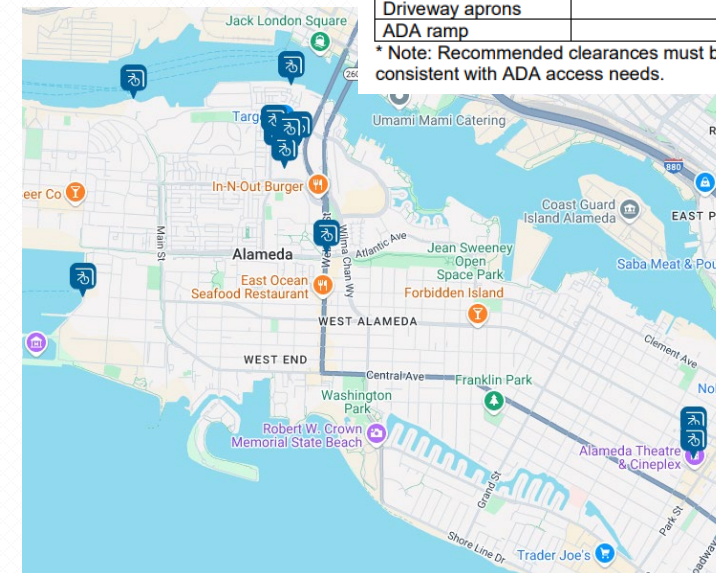 Driveway aprons
ADA ramp
* Note: Recommended clearances must b
consistent with ADA access needs.
Jack London Square
260
Targ
Umami Mami Catering
R
880
In-N-Out Burger
eer Co
Coast Guard
Island Alameda
EAST P
Main St
Alameda
Webst
Wilma Chan Wy
Atlantic Ave
Jean Sweeney
Open
Space Park
Saba Meat & Pou
East Ocean
Seafood Restaurant
Forbidden Island
WEST ALAMEDA
Clement Ave
WEST END
Central Ave
Franklin Park
No
Washington
Park
Robert W. Crown
Memorial State Beach
Alameda Theatre
& Cineplex
Grand St
Park St
Shore Line Dr
Trader Joe's
oadway